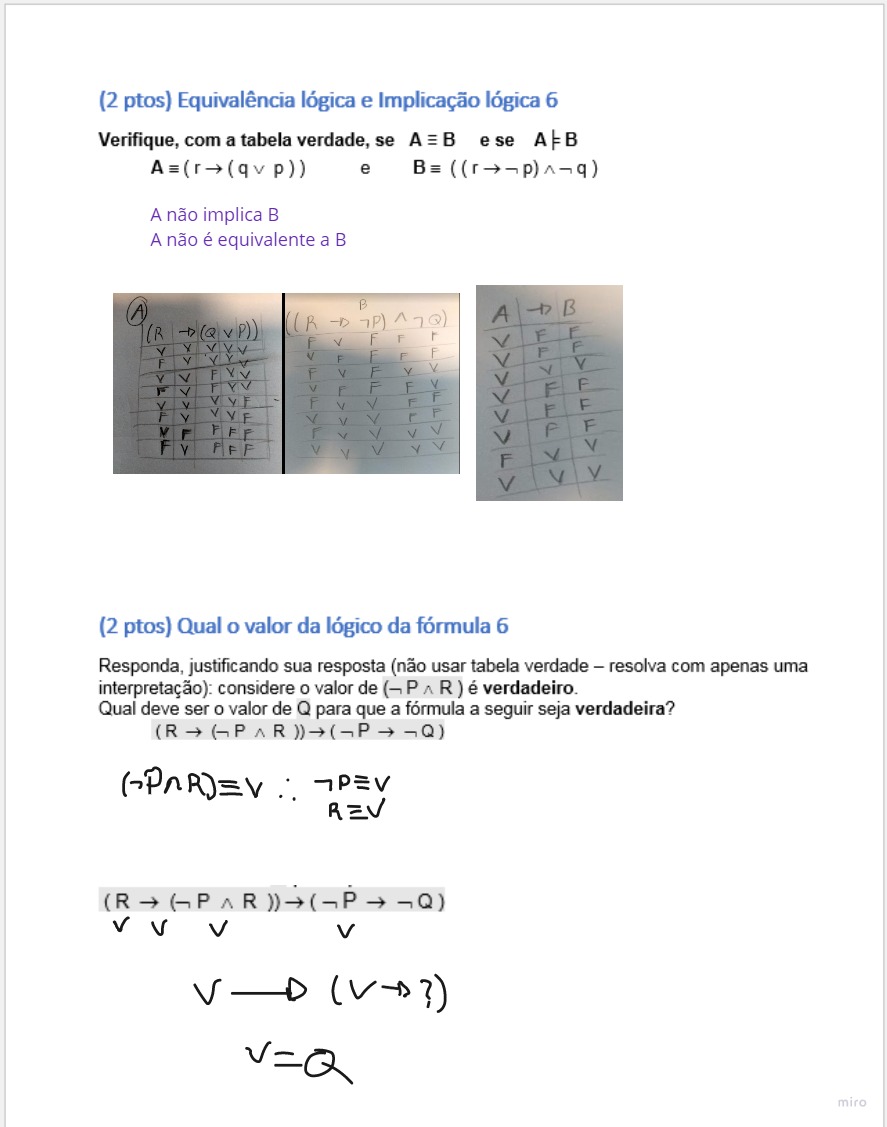 (2 ptos) Equivalência lógica e Implicação lógica 6
Verifique, com a tabela verdade, se A ≡ B e se A ⊧ B
A ≡ ( r → ( q ∨ p ) ) e B ≡ ( ( r → ¬ p) ∧ ¬ q )
A não implica B
A não é equivalente a B
A
(R → (Q ∨ P))
V V V V V
F V V V V
V V F V V
F V F V V
V V V V F
F V V V F
V F F F F
F V F F F
B
((R → ¬P) ∧ ¬Q)
F V F F F
V F F F F
F V F V V
V F F F V
F V V F F
V V V F F
F V V V V
V V V V V
A → B
V F F
V F F
V V V
V F F
V F F
V F F
F V V
V V V
(2 ptos) Qual o valor da lógico da fórmula 6
Responda, justificando sua resposta (não usar tabela verdade – resolva com apenas uma
interpretação): considere o valor de (¬ P ∧ R ) é verdadeiro.
Qual deve ser o valor de Q para que a fórmula a seguir seja verdadeira?
( R → (¬ P ∧ R )) → ( ¬ P → ¬ Q )
(¬P∧R)≡V ∴ ¬P≡V
R≡V
( R → (¬ P ∧ R )) → ( ¬ P → ¬ Q )
V V V V
V → (V → ?)
V = Q
miro